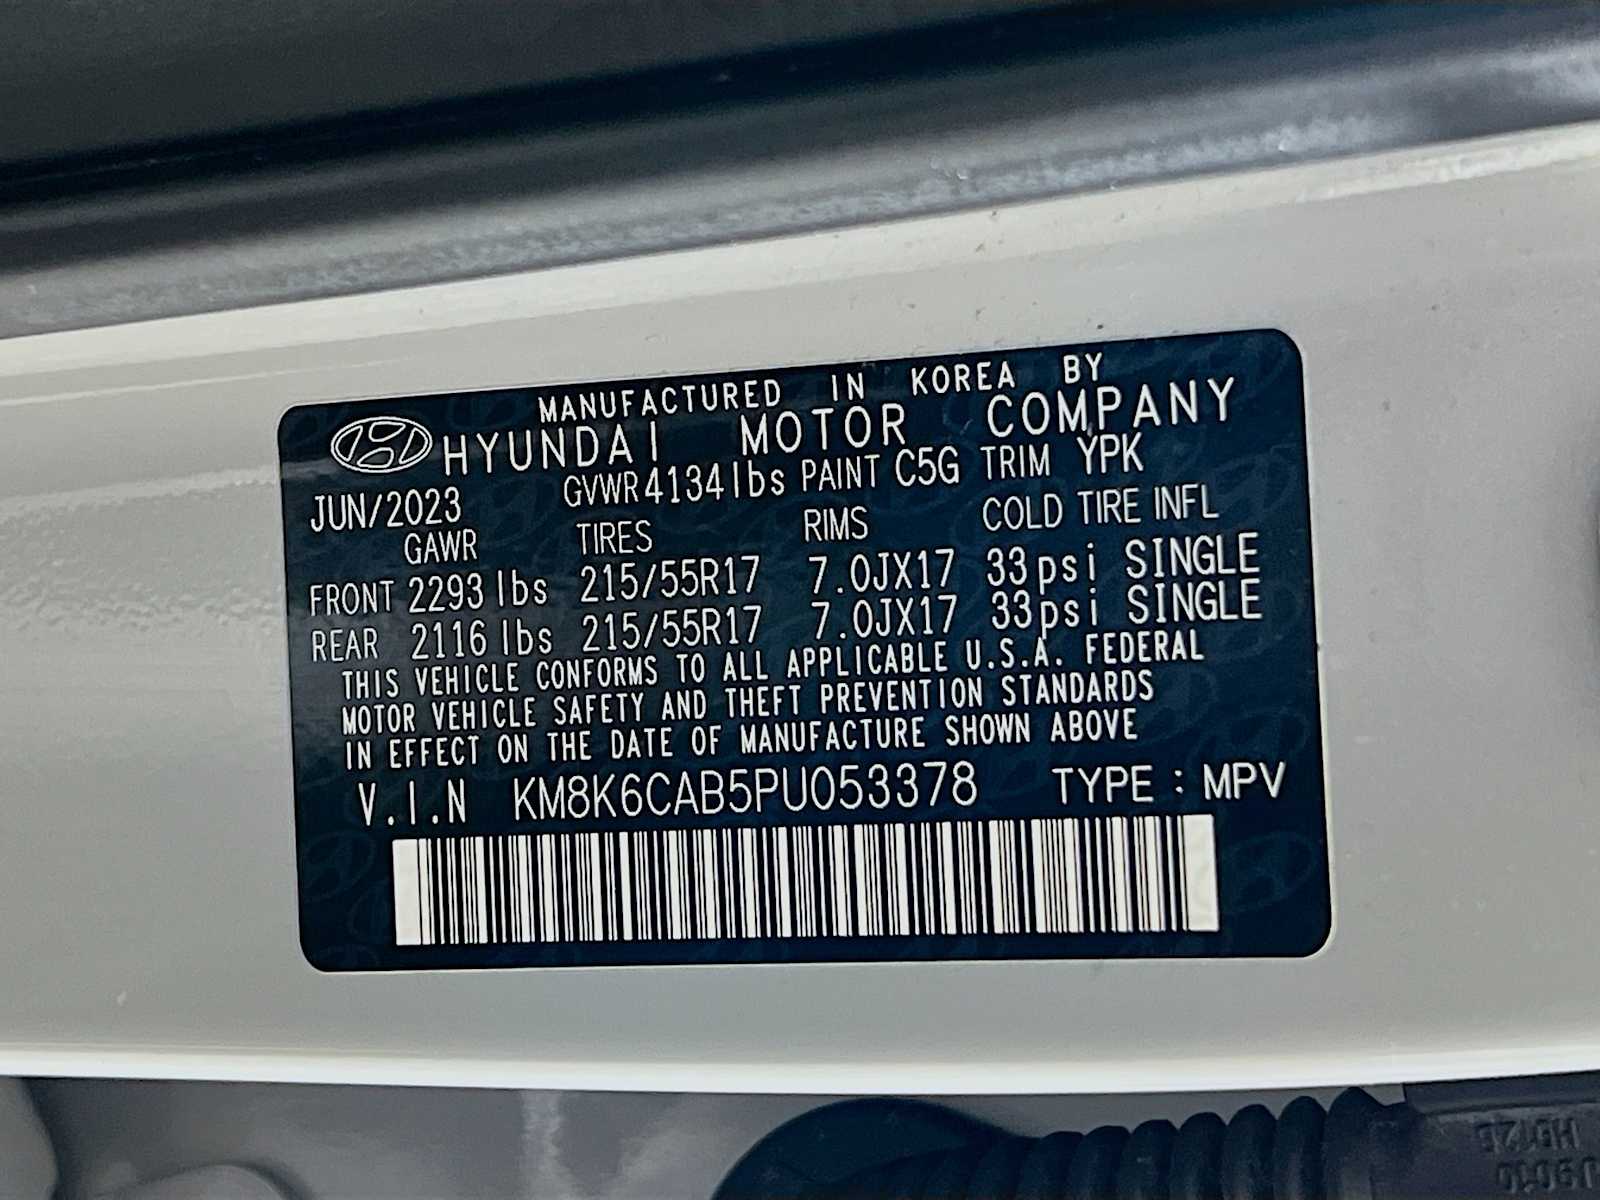 MANUFACTURED IN KOREA BY
HYUNDAI MOTOR COMPANY
JUN/2023 GVWR 4134lbs PAINT C5G TRIM YPK
GAWR TIRES RIMS COLD TIRE INFL
FRONT 2293 lbs 215/55R17 7.0JX17 33psi SINGLE
REAR 2116 lbs 215/55R17 7.0JX17 33psi SINGLE
THIS VEHICLE CONFORMS TO ALL APPLICABLE U.S.A. FEDERAL
MOTOR VEHICLE SAFETY AND THEFT PREVENTION STANDARDS
IN EFFECT ON THE DATE OF MANUFACTURE SHOWN ABOVE
V.I.N KM8K6CAB5PU053378 TYPE : MPV